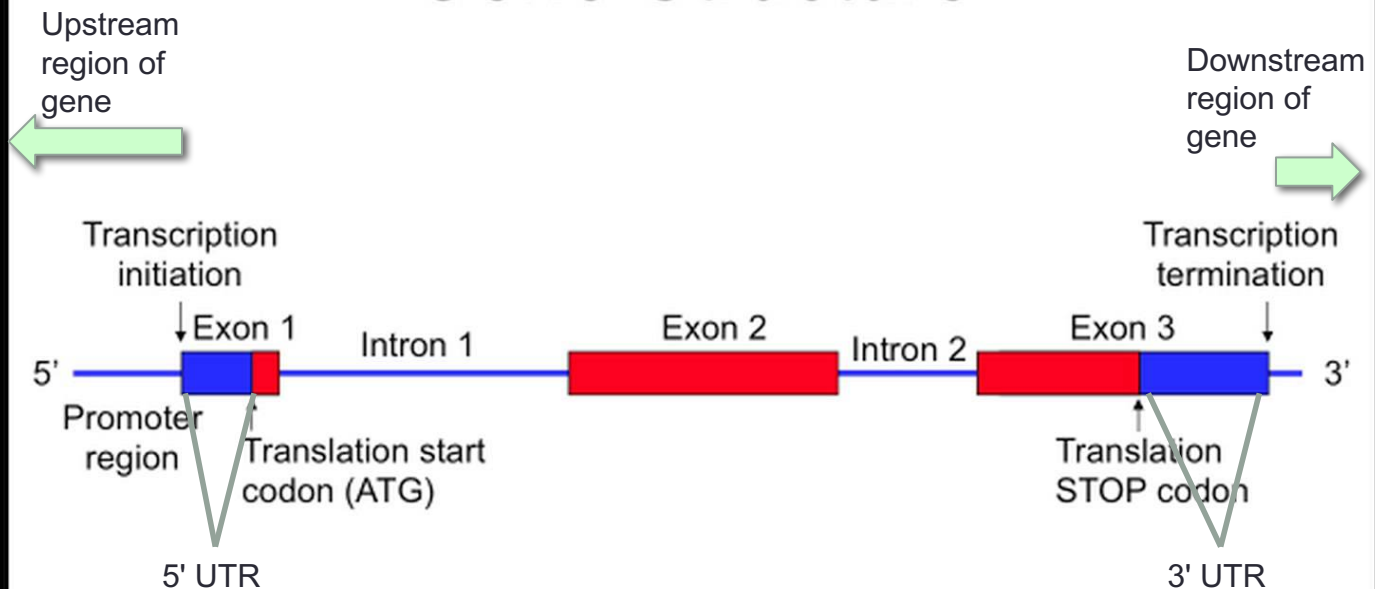 Upstream
region of
gene
Downstream
region of
gene
Transcription
initiation
Transcription
termination
Exon 1
Intron 1
Exon 2
Intron 2
Exon 3
5’
3’
Promoter
region
Translation start
codon (ATG)
Translation
STOP codon
5' UTR
3' UTR